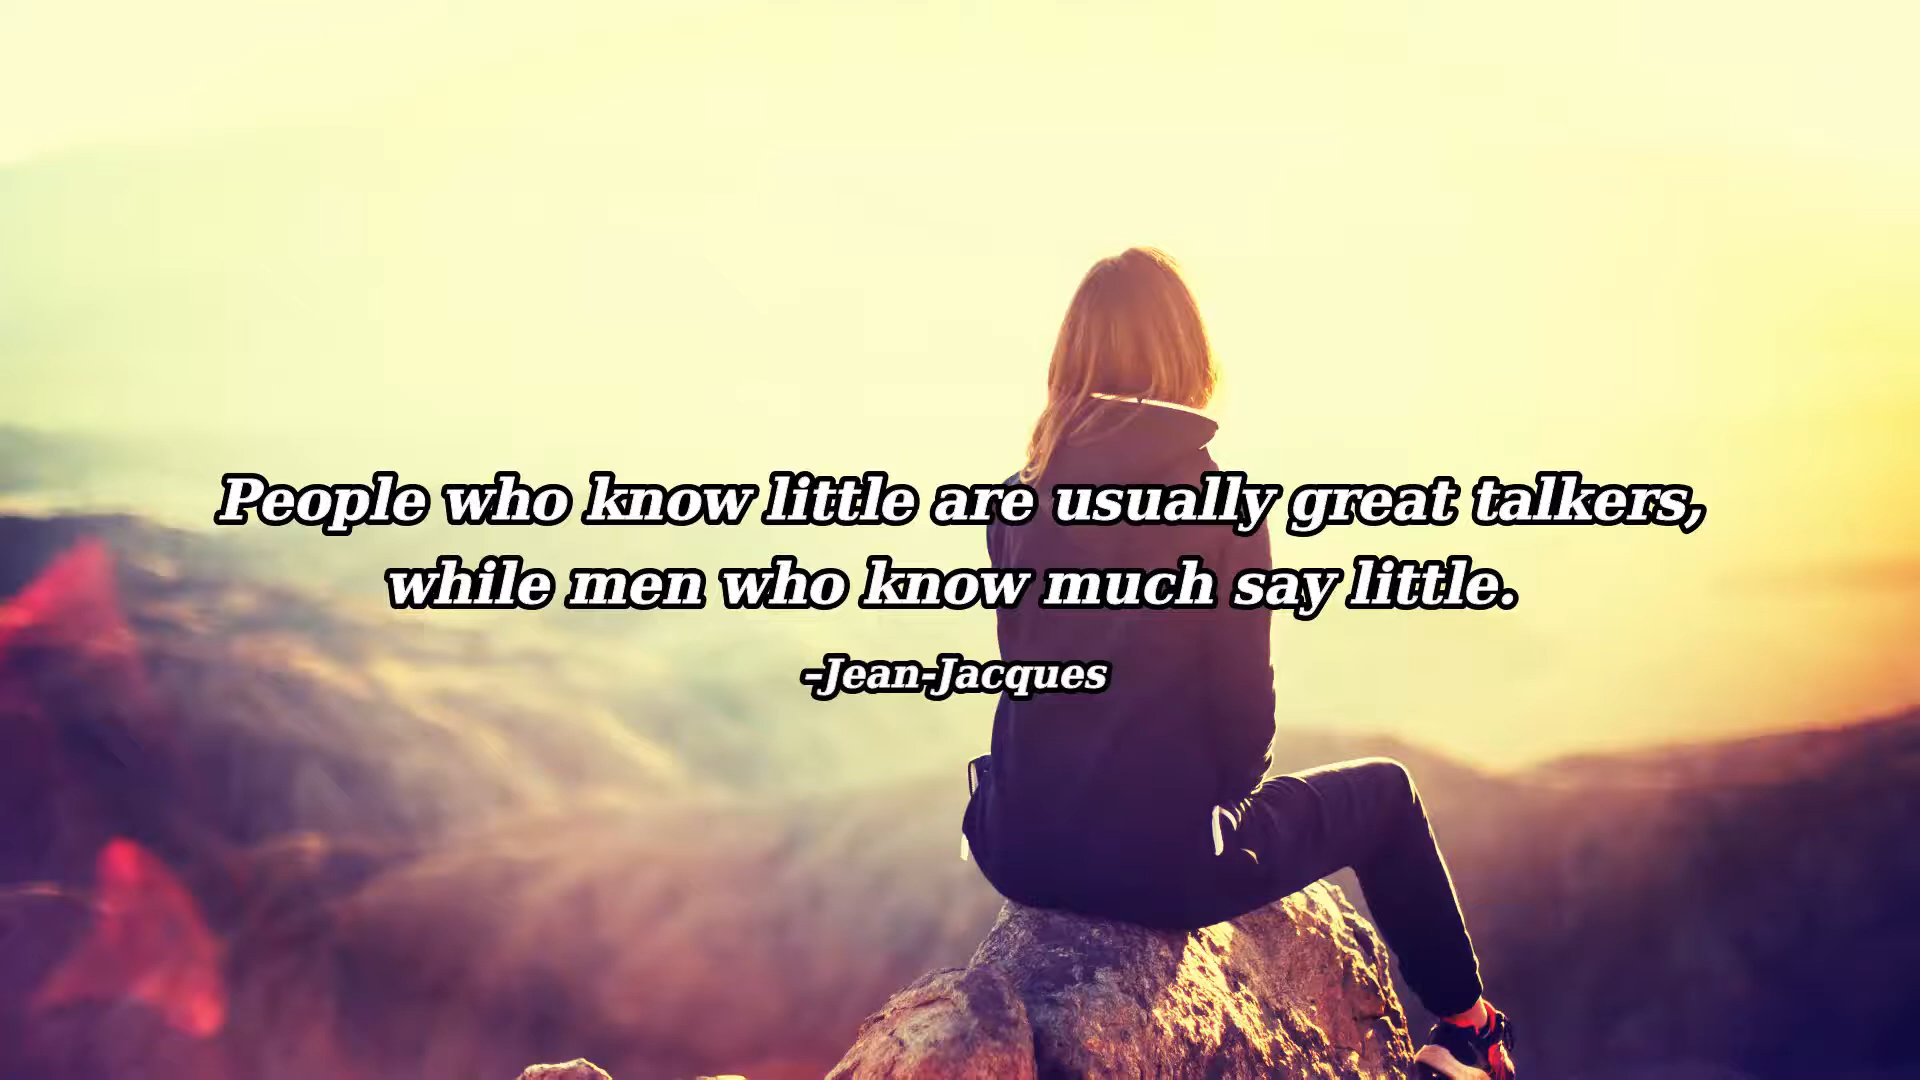 People who know little are usually great talkers,
while men who know much say little.
-Jean-Jacques